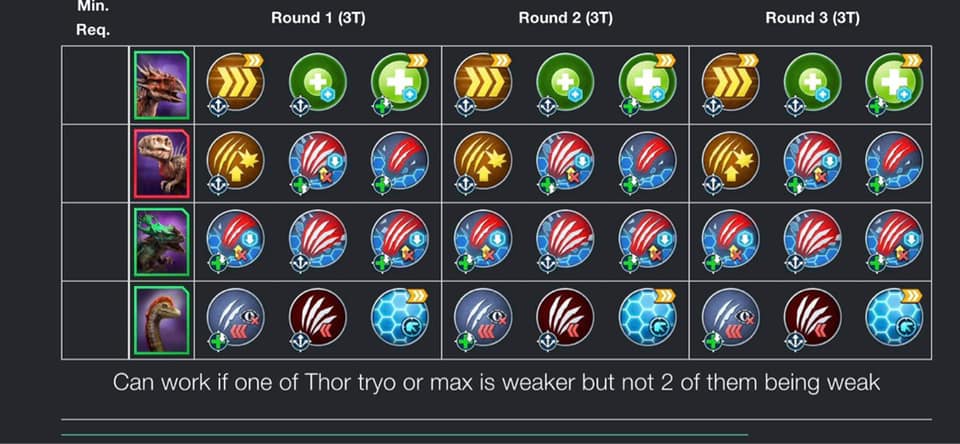 Min.
Req.
Round 1 (3T)
Round 2 (3T)
Round 3 (3T)
Can work if one of Thor tryo or max is weaker but not 2 of them being weak